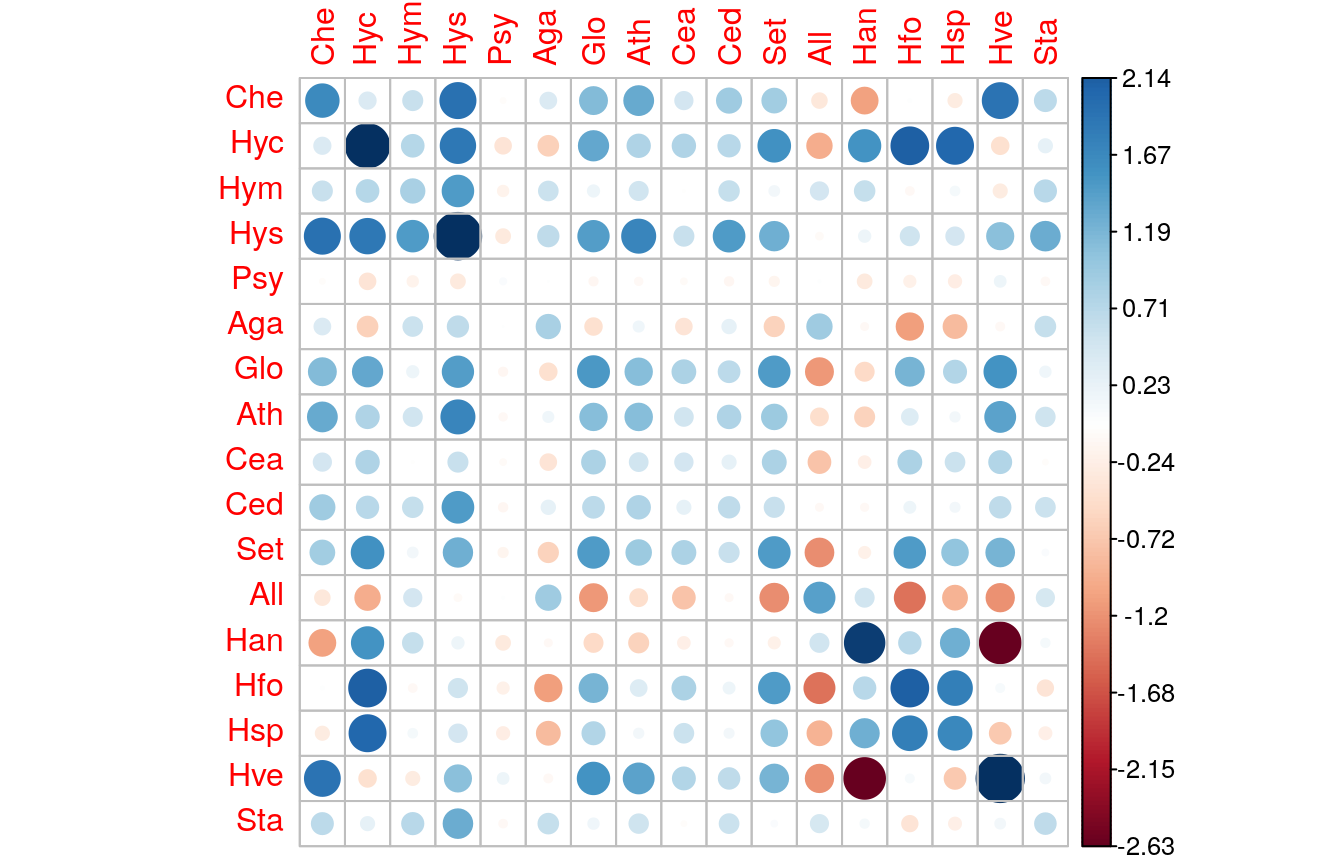 Che Hyc Hym Hys Psy Aga Glo Ath Cea Ced Set All Han Hfo Hsp Hve Sta
Che
Hyc
Hym
Hys
Psy
Aga
Glo
Ath
Cea
Ced
Set
All
Han
Hfo
Hsp
Hve
Sta
2.14
1.67
1.19
0.71
0.23
-0.24
-0.72
-1.2
-1.68
-2.15
-2.63